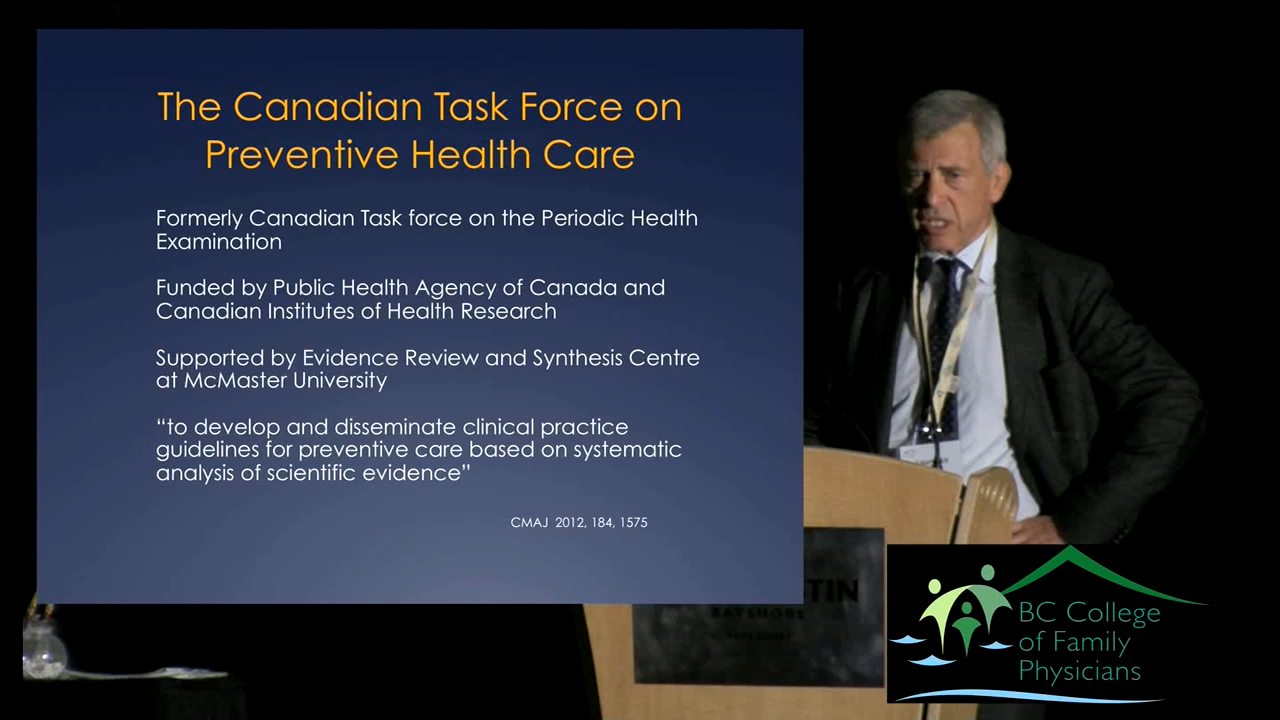 The Canadian Task Force on
Preventive Health Care
Formerly Canadian Task force on the Periodic Health
Examination
Funded by Public Health Agency of Canada and
Canadian Institutes of Health Research
Supported by Evidence Review and Synthesis Centre
at McMaster University
“to develop and disseminate clinical practice
guidelines for preventive care based on systematic
analysis of scientific evidence”
CMAJ 2012, 184, 1575
TIN
BAYSHORE
BC College
of Family
Physicians